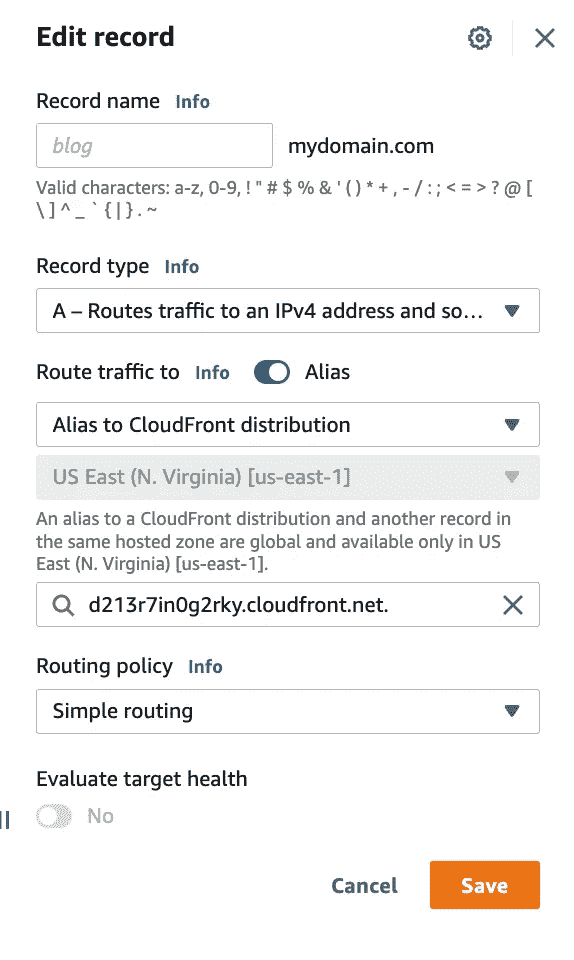 Edit record
Record name Info
blog mydomain.com
Valid characters: a-z, 0-9, ! " # $ % & ' ( ) * + , - / : ; < = > ? @ [
\ ] ^ _ ` { | } . ~
Record type Info
A – Routes traffic to an IPv4 address and so...
Route traffic to Info Alias
Alias to CloudFront distribution
US East (N. Virginia) [us-east-1]
An alias to a CloudFront distribution and another record in
the same hosted zone are global and available only in US
East (N. Virginia) [us-east-1].
d213r7in0g2rky.cloudfront.net.
Routing policy Info
Simple routing
Evaluate target health
No
Cancel Save